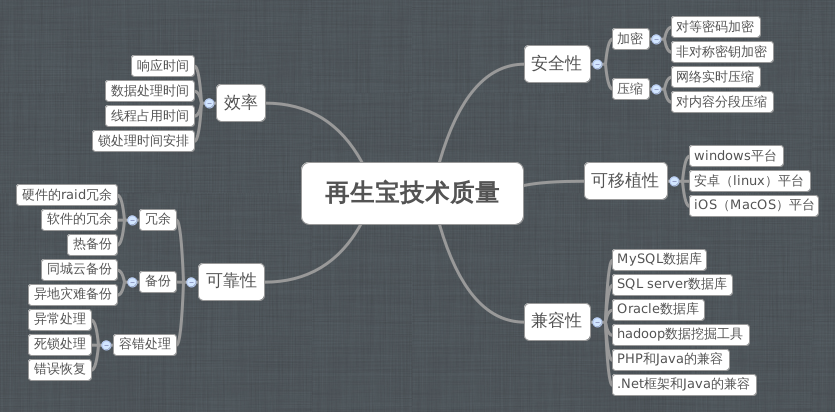 再生宝技术质量
安全性
加密
对等密码加密
非对称密钥加密
压缩
网络实时压缩
对内容分段压缩
可移植性
windows平台
安卓（linux）平台
iOS（MacOS）平台
兼容性
MySQL数据库
SQL server数据库
Oracle数据库
hadoop数据挖掘工具
PHP和Java的兼容
.Net框架和Java的兼容
效率
响应时间
数据处理时间
线程占用时间
锁处理时间安排
可靠性
冗余
硬件的raid冗余
软件的冗余
热备份
备份
同城云备份
异地灾难备份
容错处理
异常处理
死锁处理
错误恢复